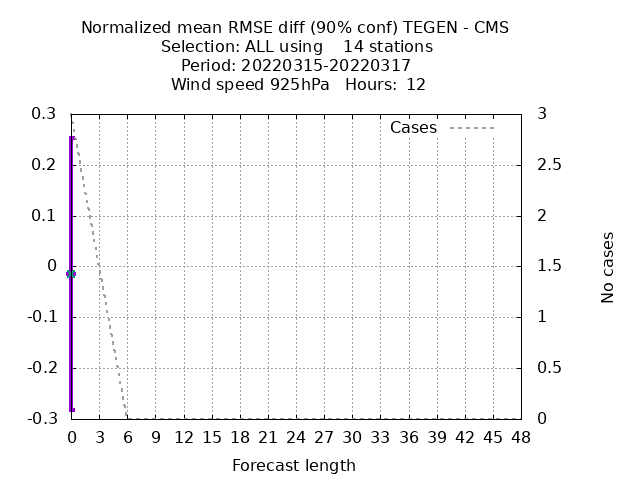 Normalized mean RMSE diff (90% conf) TEGEN - CMS
Selection: ALL using    14 stations
Period: 20220315-20220317
Wind speed 925hPa   Hours:  12
0.3
0.2
0.1
0
-0.1
-0.2
-0.3
Cases
3
2.5
2
1.5
1
0.5
0
No cases
0 3 6 9 12 15 18 21 24 27 30 33 36 39 42 45 48
Forecast length